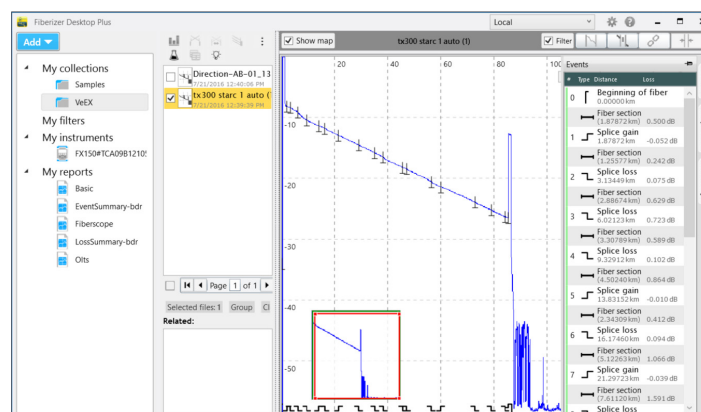 Fiberizer Desktop Plus
Local
Add
Show map
tx300 starc 1 auto (1)
Filter
My collections
Samples
VeEX
My filters
My instruments
FX150#TCA09B1210
My reports
Basic
EventSummary-bdr
Fiberscope
LossSummary-bdr
Olts
Direction-AB-01_13
7/21/2016 12:40:06 PM
tx300 starc 1 auto (
7/21/2016 12:39:39 PM
Page 1 of 1
Selected files: 1 Group Cl
Related:
20 40 60 80 100
-10
-20
-30
-40
-50
Events
# Type Distance Loss
0 Beginning of fiber
0.00000 km
Fiber section
(1.87872 km) 0.500 dB
1 Splice gain
1.87872 km -0.052 dB
Fiber section
(1.25577 km) 0.242 dB
2 Splice loss
3.13449 km 0.075 dB
Fiber section
(2.88674 km) 0.629 dB
3 Splice loss
6.02123 km 0.723 dB
Fiber section
(3.30789 km) 0.589 dB
4 Splice loss
9.32912 km 0.102 dB
Fiber section
(4.50240 km) 0.864 dB
5 Splice gain
13.83152 km -0.010 dB
Fiber section
(2.34309 km) 0.412 dB
6 Splice loss
16.17460 km 0.094 dB
Fiber section
(5.12263 km) 1.066 dB
7 Splice gain
21.29723 km -0.039 dB
Fiber section
(7.61120 km) 1.591 dB